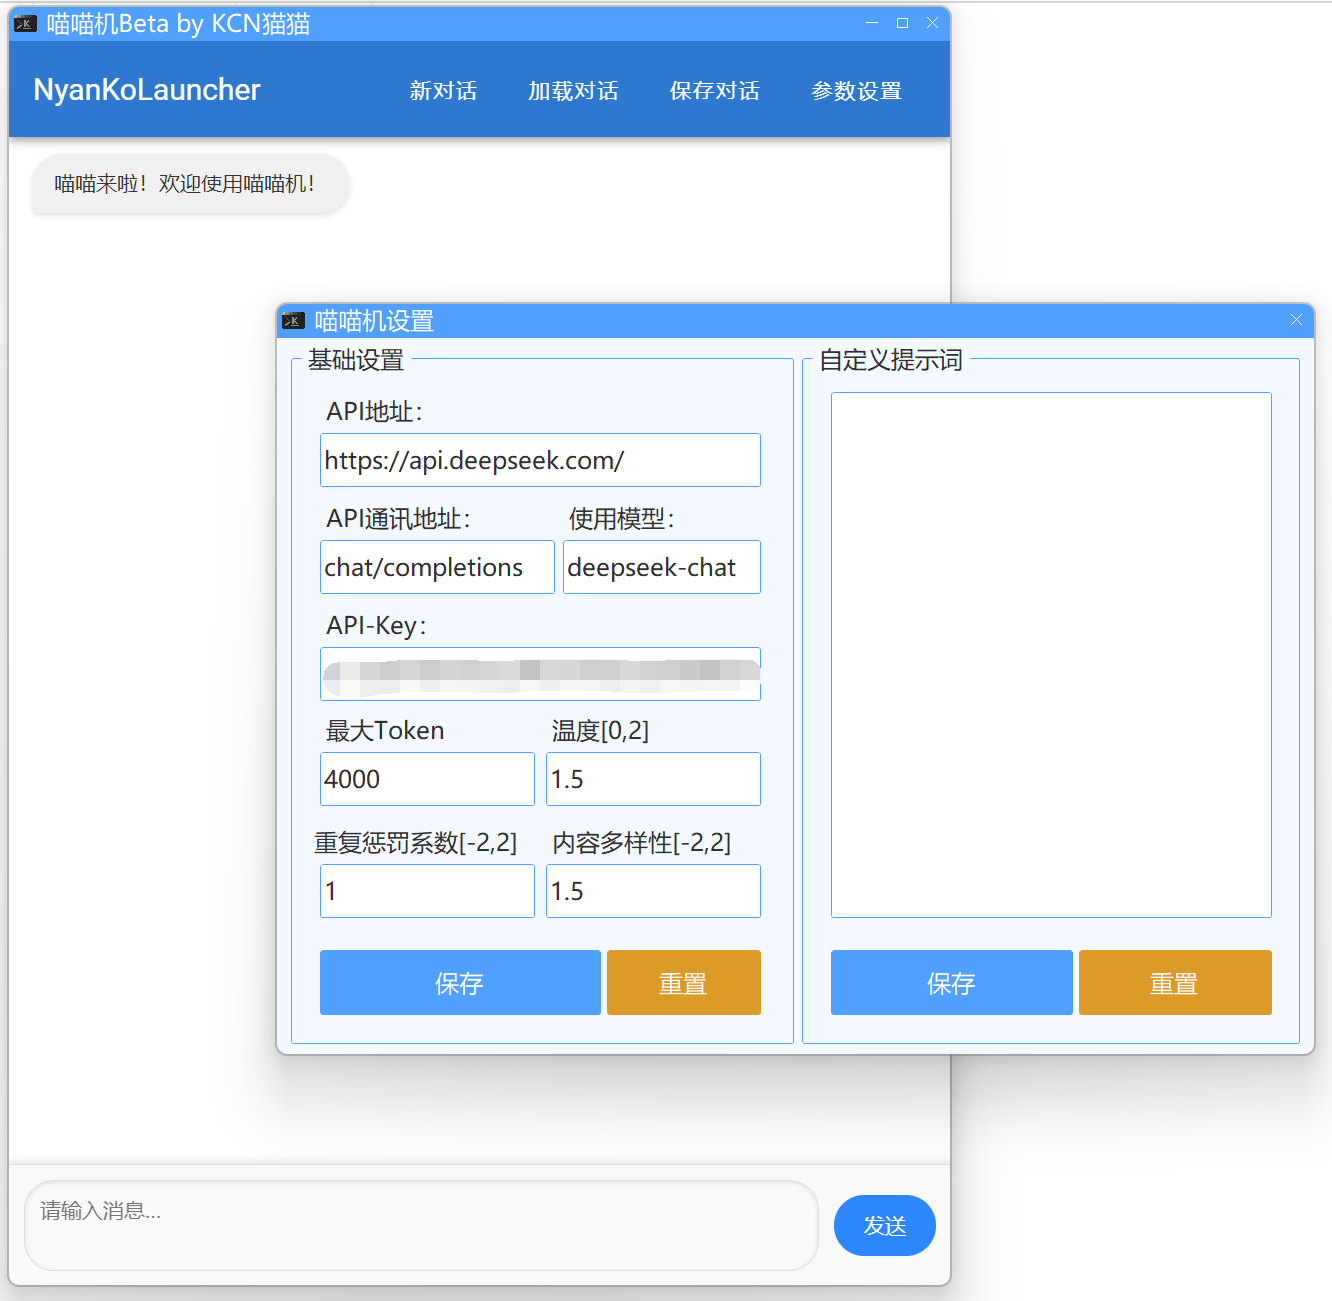 喵喵机Beta by KCN猫猫
NyanKoLauncher
新对话 加载对话 保存对话 参数设置
喵喵来啦！欢迎使用喵喵机！
喵喵机设置
基础设置
API地址：
https://api.deepseek.com/
API通讯地址： 使用模型：
chat/completions deepseek-chat
API-Key：
最大Token 温度[0,2]
4000 1.5
重复惩罚系数[-2,2] 内容多样性[-2,2]
1 1.5
保存 重置
自定义提示词
保存 重置
请输入消息...
发送